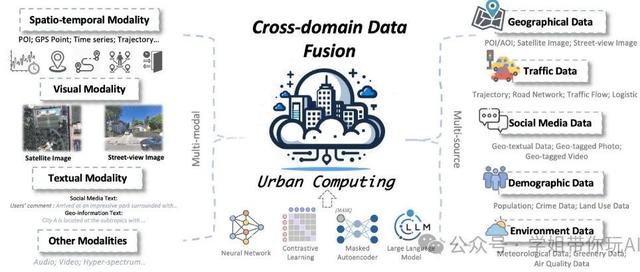 Spatio-temporal Modality
POI; GPS Point; Time series; Trajectory...
Visual Modality
Satellite Image
Street-view Image
Textual Modality
Social Media Text:
Users' comment : Arrived at an impressive park surrounded with...
Geo-information Text:
City A is located at the subtropics with ...
Other Modalities
Audio; Video; Hyper-spectrum...
Multi-modal
Cross-domain Data
Fusion
Urban Computing
Neural Network
Contrastive
Learning
[MASK]
Masked
Autoencoder
LLM
Large Language
Model
Multi-source
Geographical Data
POI/AOI; Satellite Image; Street-view Image
Traffic Data
Trajectory; Road Network; Traffic Flow; Logistic
Social Media Data
Geo-textual Data; Geo-tagged Photo;
Geo-tagged Video
Demographic Data
Population; Crime Data; Land Use Data
Environment Data
Meteorological Data; Greenery Data;
Air Quality Data
公众号 · 学姐带你玩AI